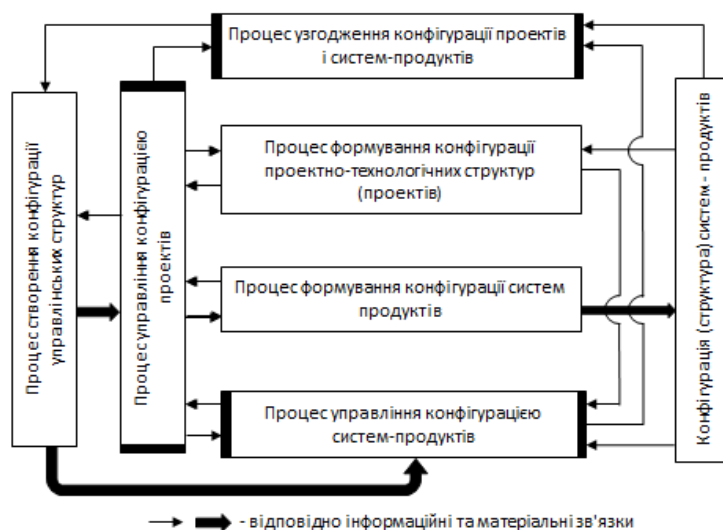 Процес узгодження конфігурації проектів
і систем-продуктів
Процес створення конфігурації
управлінських структур
Процес управління конфігурацією
проектів
Процес формування конфігурації
проектно-технологічних структур
(проектів)
Процес формування конфігурації систем
продуктів
Процес управління конфігурацією
систем-продуктів
Конфігурація (структура) систем - продуктів
- відповідно інформаційні та матеріальні зв'язки